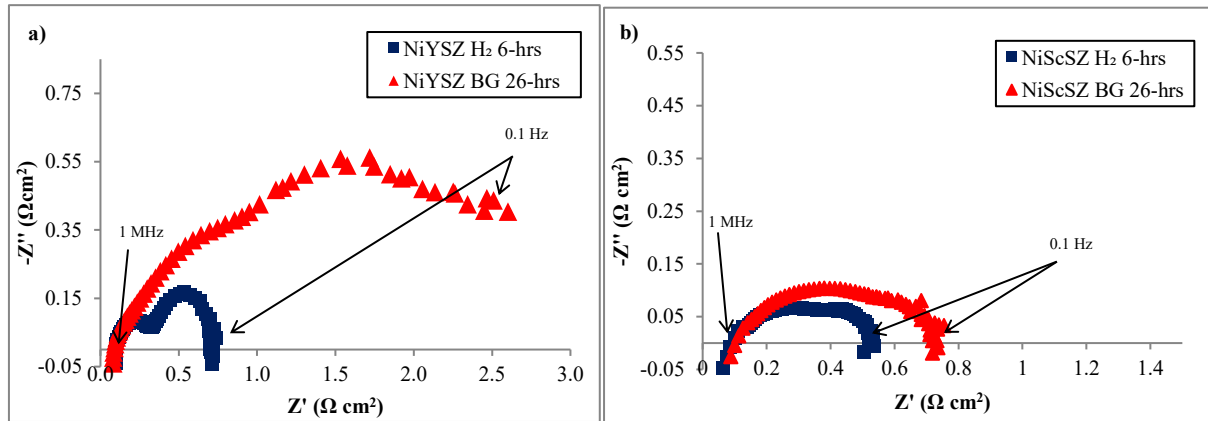 a)
NiYSZ H₂ 6-hrs
NiYSZ BG 26-hrs
0.75
0.55
0.35
0.15
-0.05
-Z'' (Ωcm²)
0.1 Hz
1 MHz
0.0 0.5 1.0 1.5 2.0 2.5 3.0
Z' (Ω cm²)
b)
NiScSZ H₂ 6-hrs
NiScSZ BG 26-hrs
0.55
0.45
0.35
0.25
0.15
0.05
-0.05
-Z'' (Ω cm²)
1 MHz
0.1 Hz
0 0.2 0.4 0.6 0.8 1 1.2 1.4
Z' (Ω cm²)